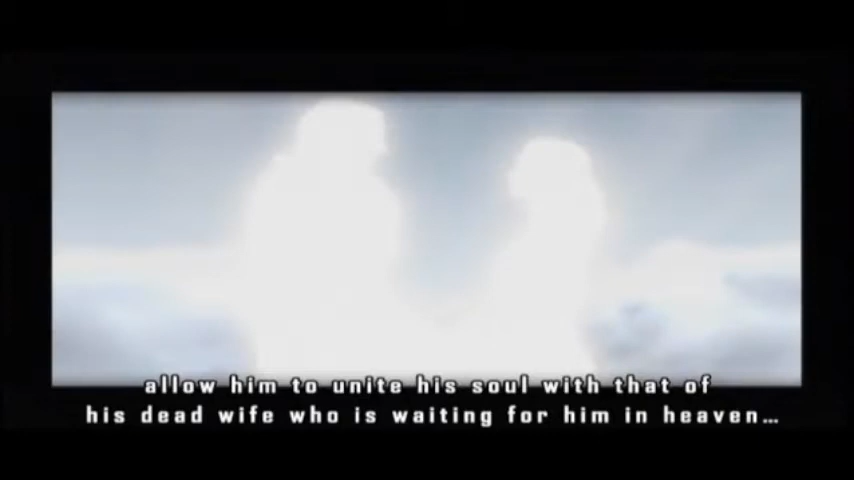 allow him to unite his soul with that of
his dead wife who is waiting for him in heaven...